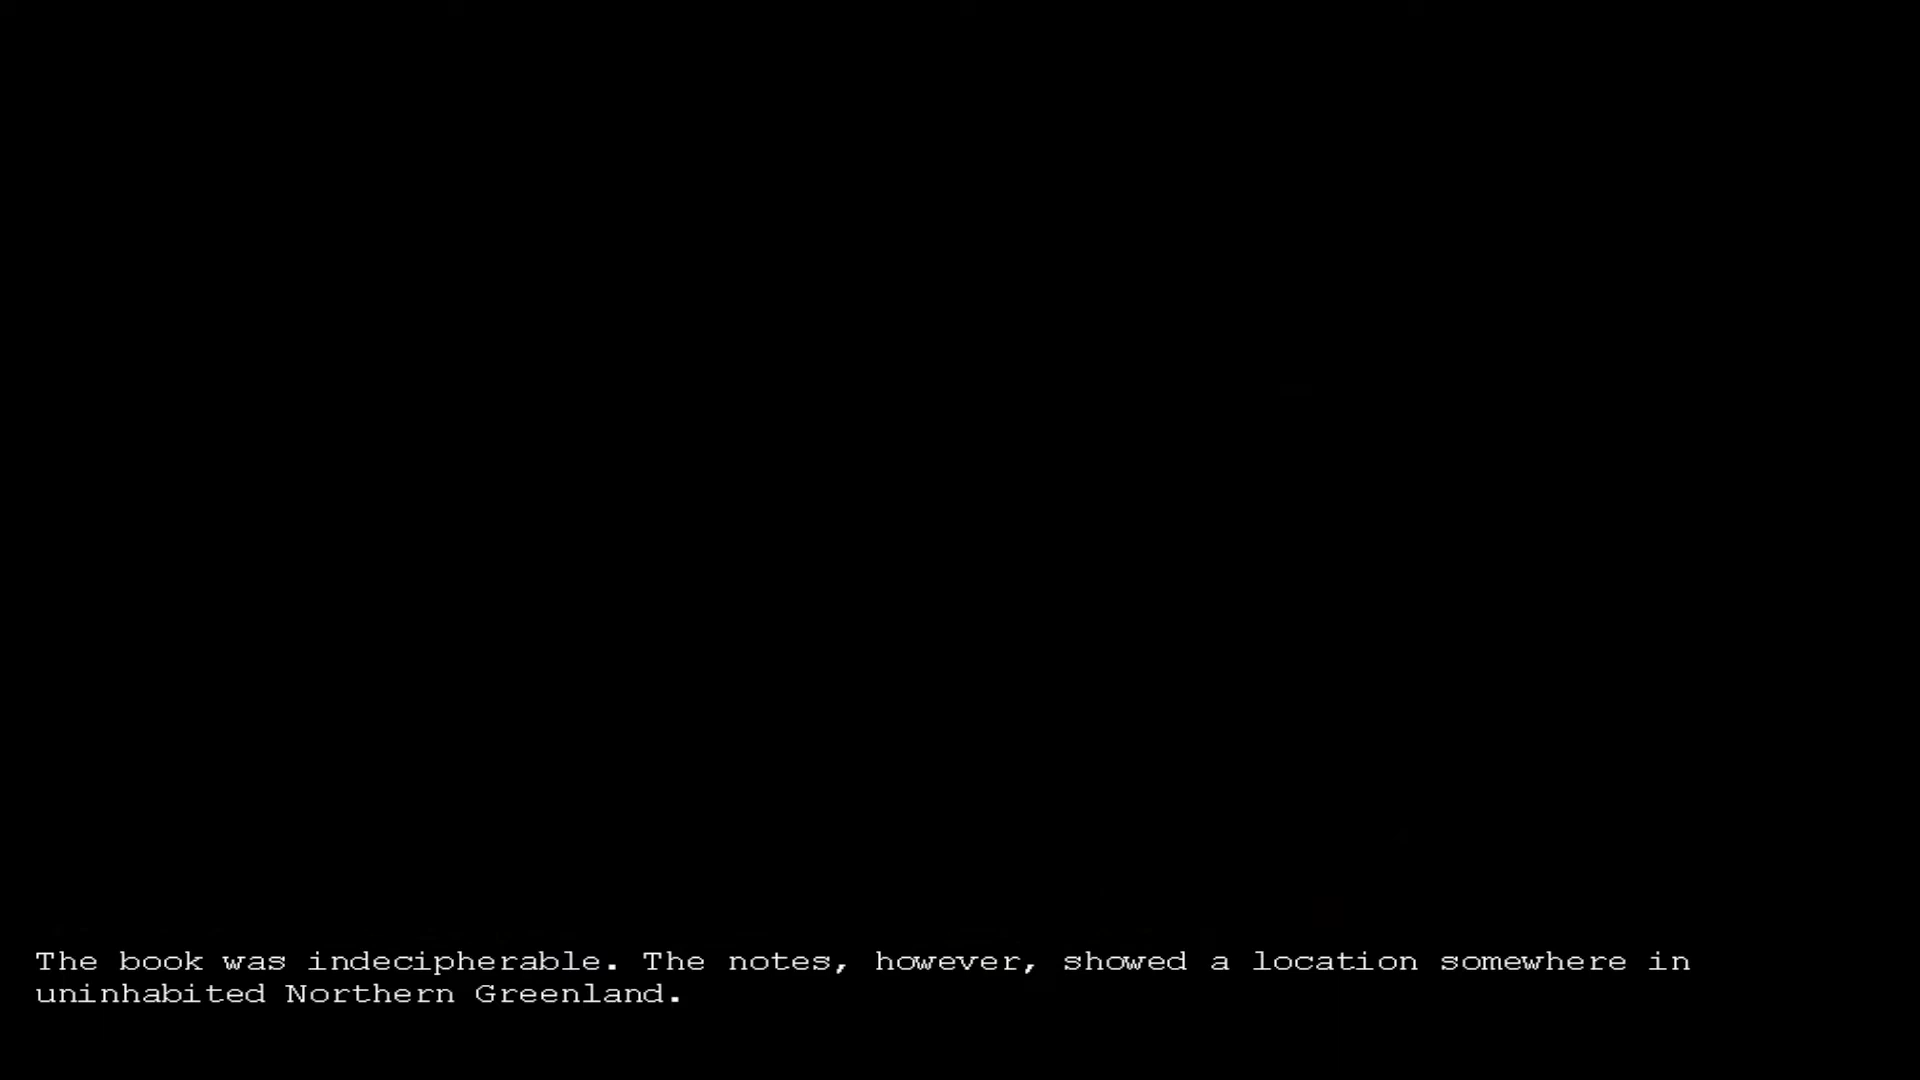 The book was indecipherable. The notes, however, showed a location somewhere in
uninhabited Northern Greenland.